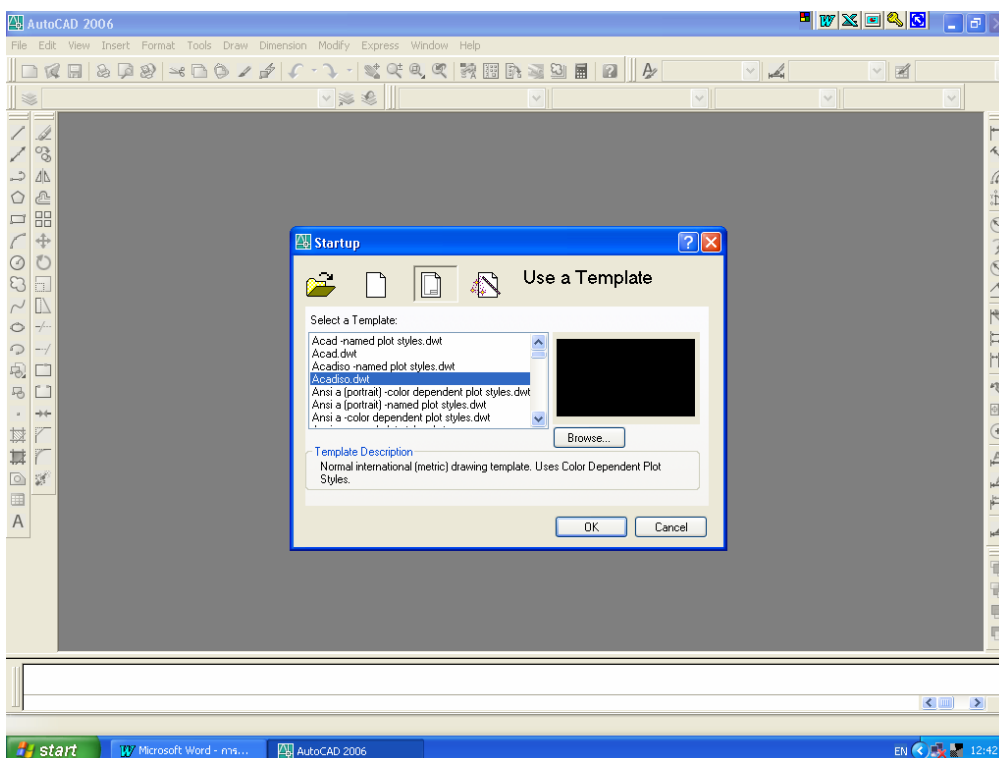 AutoCAD 2006
File Edit View Insert Format Tools Draw Dimension Modify Express Window Help
Startup
Use a Template
Select a Template:
Acad -named plot styles.dwt
Acad.dwt
Acadiso -named plot styles.dwt
Acadiso.dwt
Ansi a (portrait) -color dependent plot styles.dwt
Ansi a (portrait) -named plot styles.dwt
Ansi a -color dependent plot styles.dwt
Browse...
Template Description
Normal international (metric) drawing template. Uses Color Dependent Plot
Styles.
OK Cancel
A
start Microsoft Word - การ... AutoCAD 2006 EN 12:42